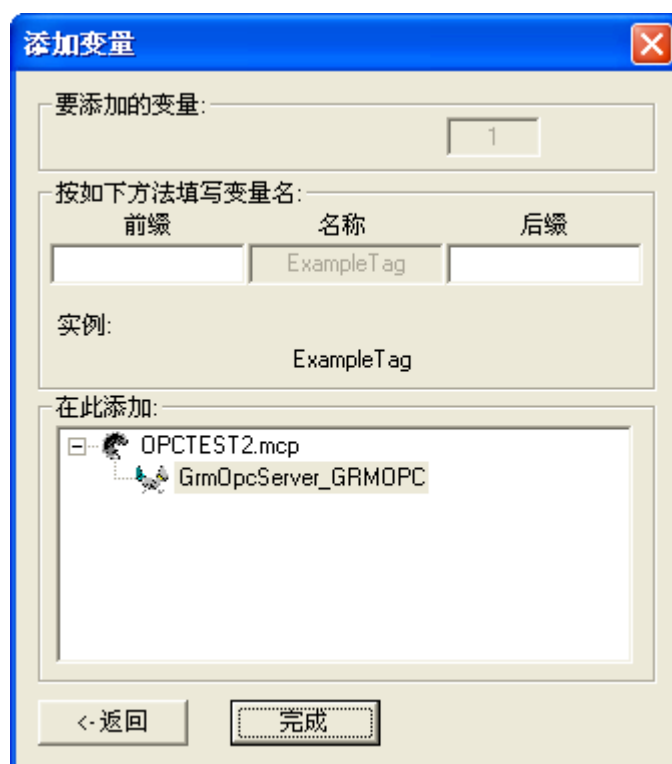 添加变量
要添加的变量:
1
按如下方法填写变量名:
前缀 名称 后缀
ExampleTag
实例:
ExampleTag
在此添加:
OPCTEST2.mcp
GrmOpcServer_GRMOPC
<-返回 完成